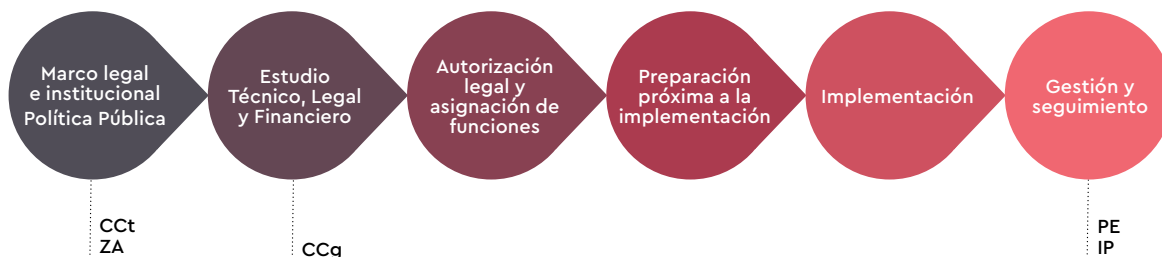 Marco legal
e institucional
Política Pública
Estudio
Técnico, Legal
y Financiero
Autorización
legal y
asignación de
funciones
Preparación
próxima a la
implementación
Implementación
Gestión y
seguimiento
CCt
ZA
CCg
PE
IP